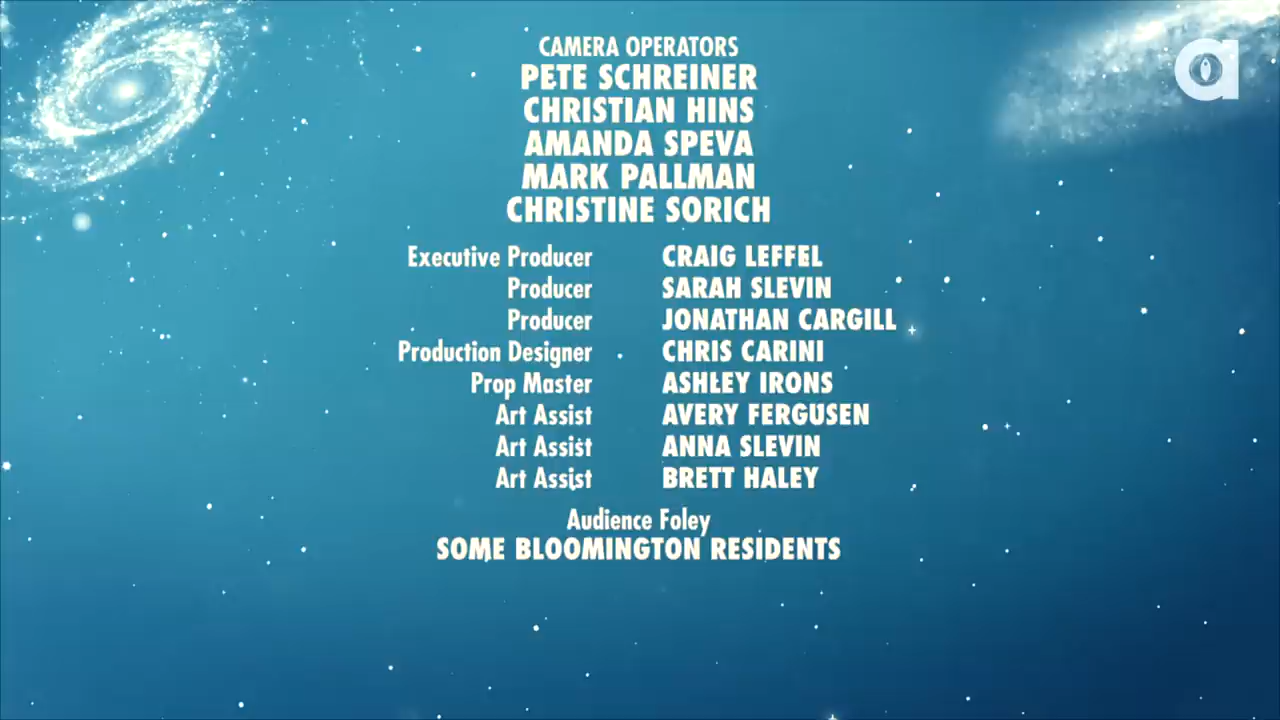 CAMERA OPERATORS
PETE SCHREINER
CHRISTIAN HINS
AMANDA SPEVA
MARK PALLMAN
CHRISTINE SORICH
Executive Producer CRAIG LEFFEL
Producer SARAH SLEVIN
Producer JONATHAN CARGILL
Production Designer CHRIS CARINI
Prop Master ASHLEY IRONS
Art Assist AVERY FERGUSEN
Art Assist ANNA SLEVIN
Art Assist BRETT HALEY
Audience Foley
SOME BLOOMINGTON RESIDENTS
a